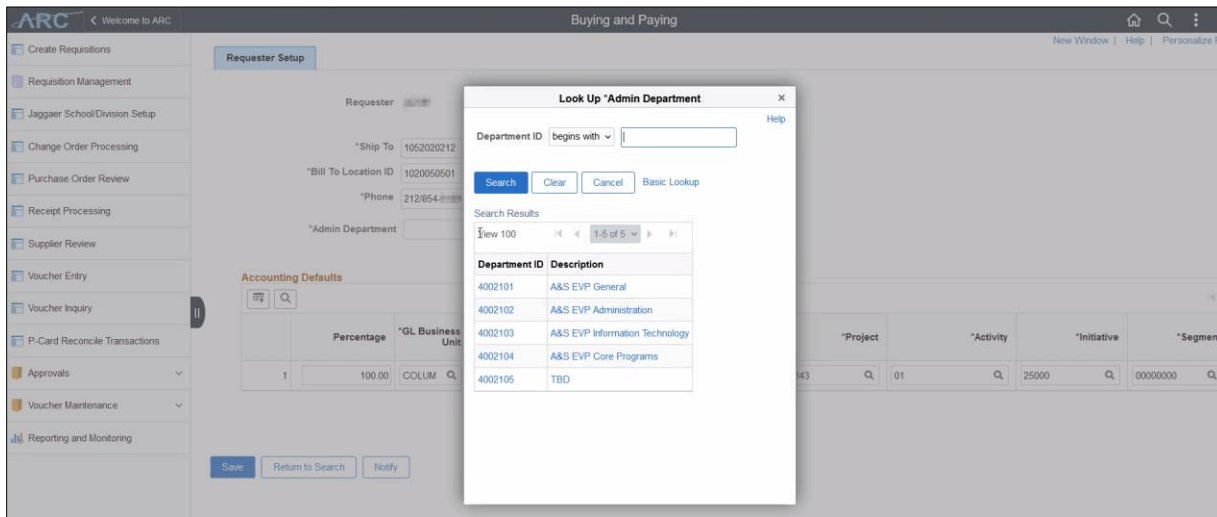 ARC Welcome to ARC
Buying and Paying
New Window | Help | Personalize
Create Requisitions
Requisition Management
Jaggaer School/Division Setup
Change Order Processing
Purchase Order Review
Receipt Processing
Supplier Review
Voucher Entry
Voucher Inquiry
P-Card Reconcile Transactions
Approvals
Voucher Maintenance
Reporting and Monitoring
Requester Setup
Requester
*Ship To 1052020212
*Bill To Location ID 1020050501
*Phone 212/854-
*Admin Department
Accounting Defaults
Percentage *GL Business Unit *Project *Activity *Initiative *Segmen
1 100.00 COLUM 01 25000 00000000
Save Return to Search Notify
Look Up *Admin Department ×
Help
Department ID begins with
Search Clear Cancel Basic Lookup
Search Results
View 100 1-5 of 5
Department ID Description
4002101 A&S EVP General
4002102 A&S EVP Administration
4002103 A&S EVP Information Technology
4002104 A&S EVP Core Programs
4002105 TBD